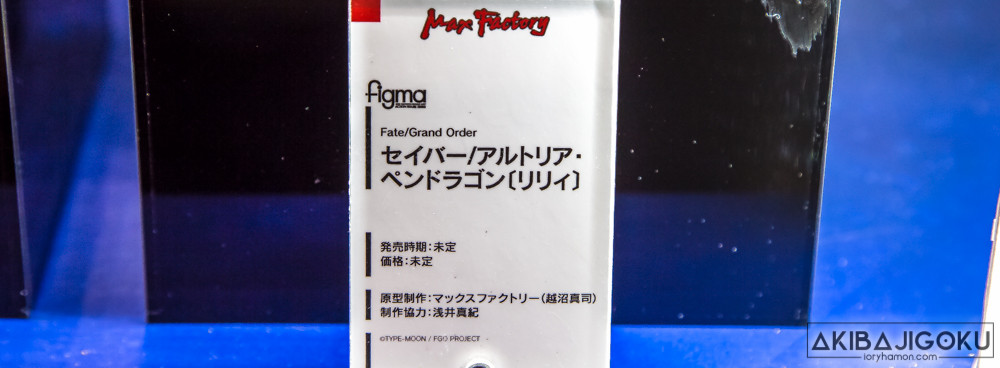 Max Factory
figma
Fate/Grand Order
セイバー/アルトリア・
ペンドラゴン〔リリィ〕
発売時期:未定
価格:未定
原型制作:マックスファクトリー(越沼真司)
制作協力:浅井真紀
©TYPE-MOON / FGO PROJECT
AKIBAJIGOKU
ioryhamon.com